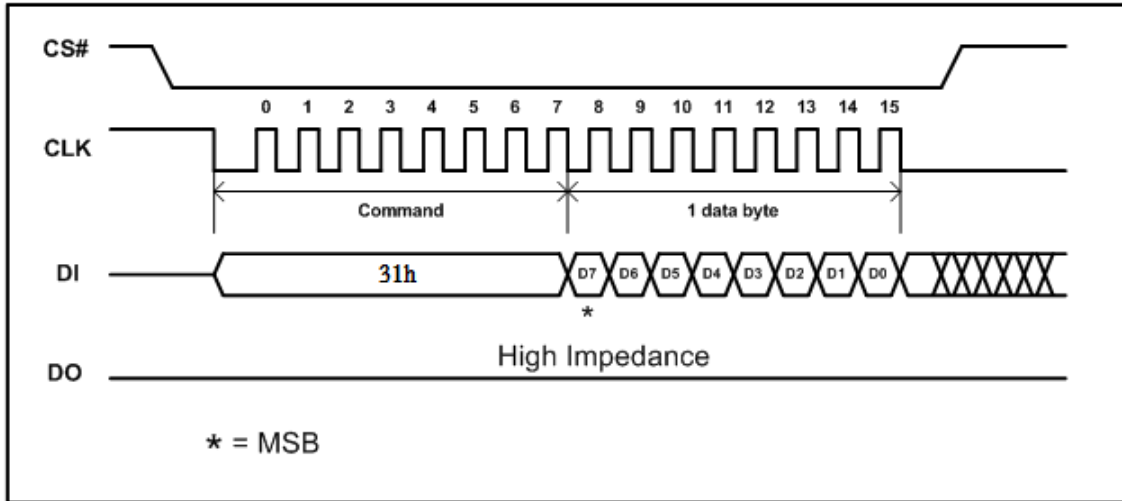 CS#
0 1 2 3 4 5 6 7 8 9 10 11 12 13 14 15
CLK
Command 1 data byte
DI 31h D7 D6 D5 D4 D3 D2 D1 D0
*
High Impedance
DO
* = MSB